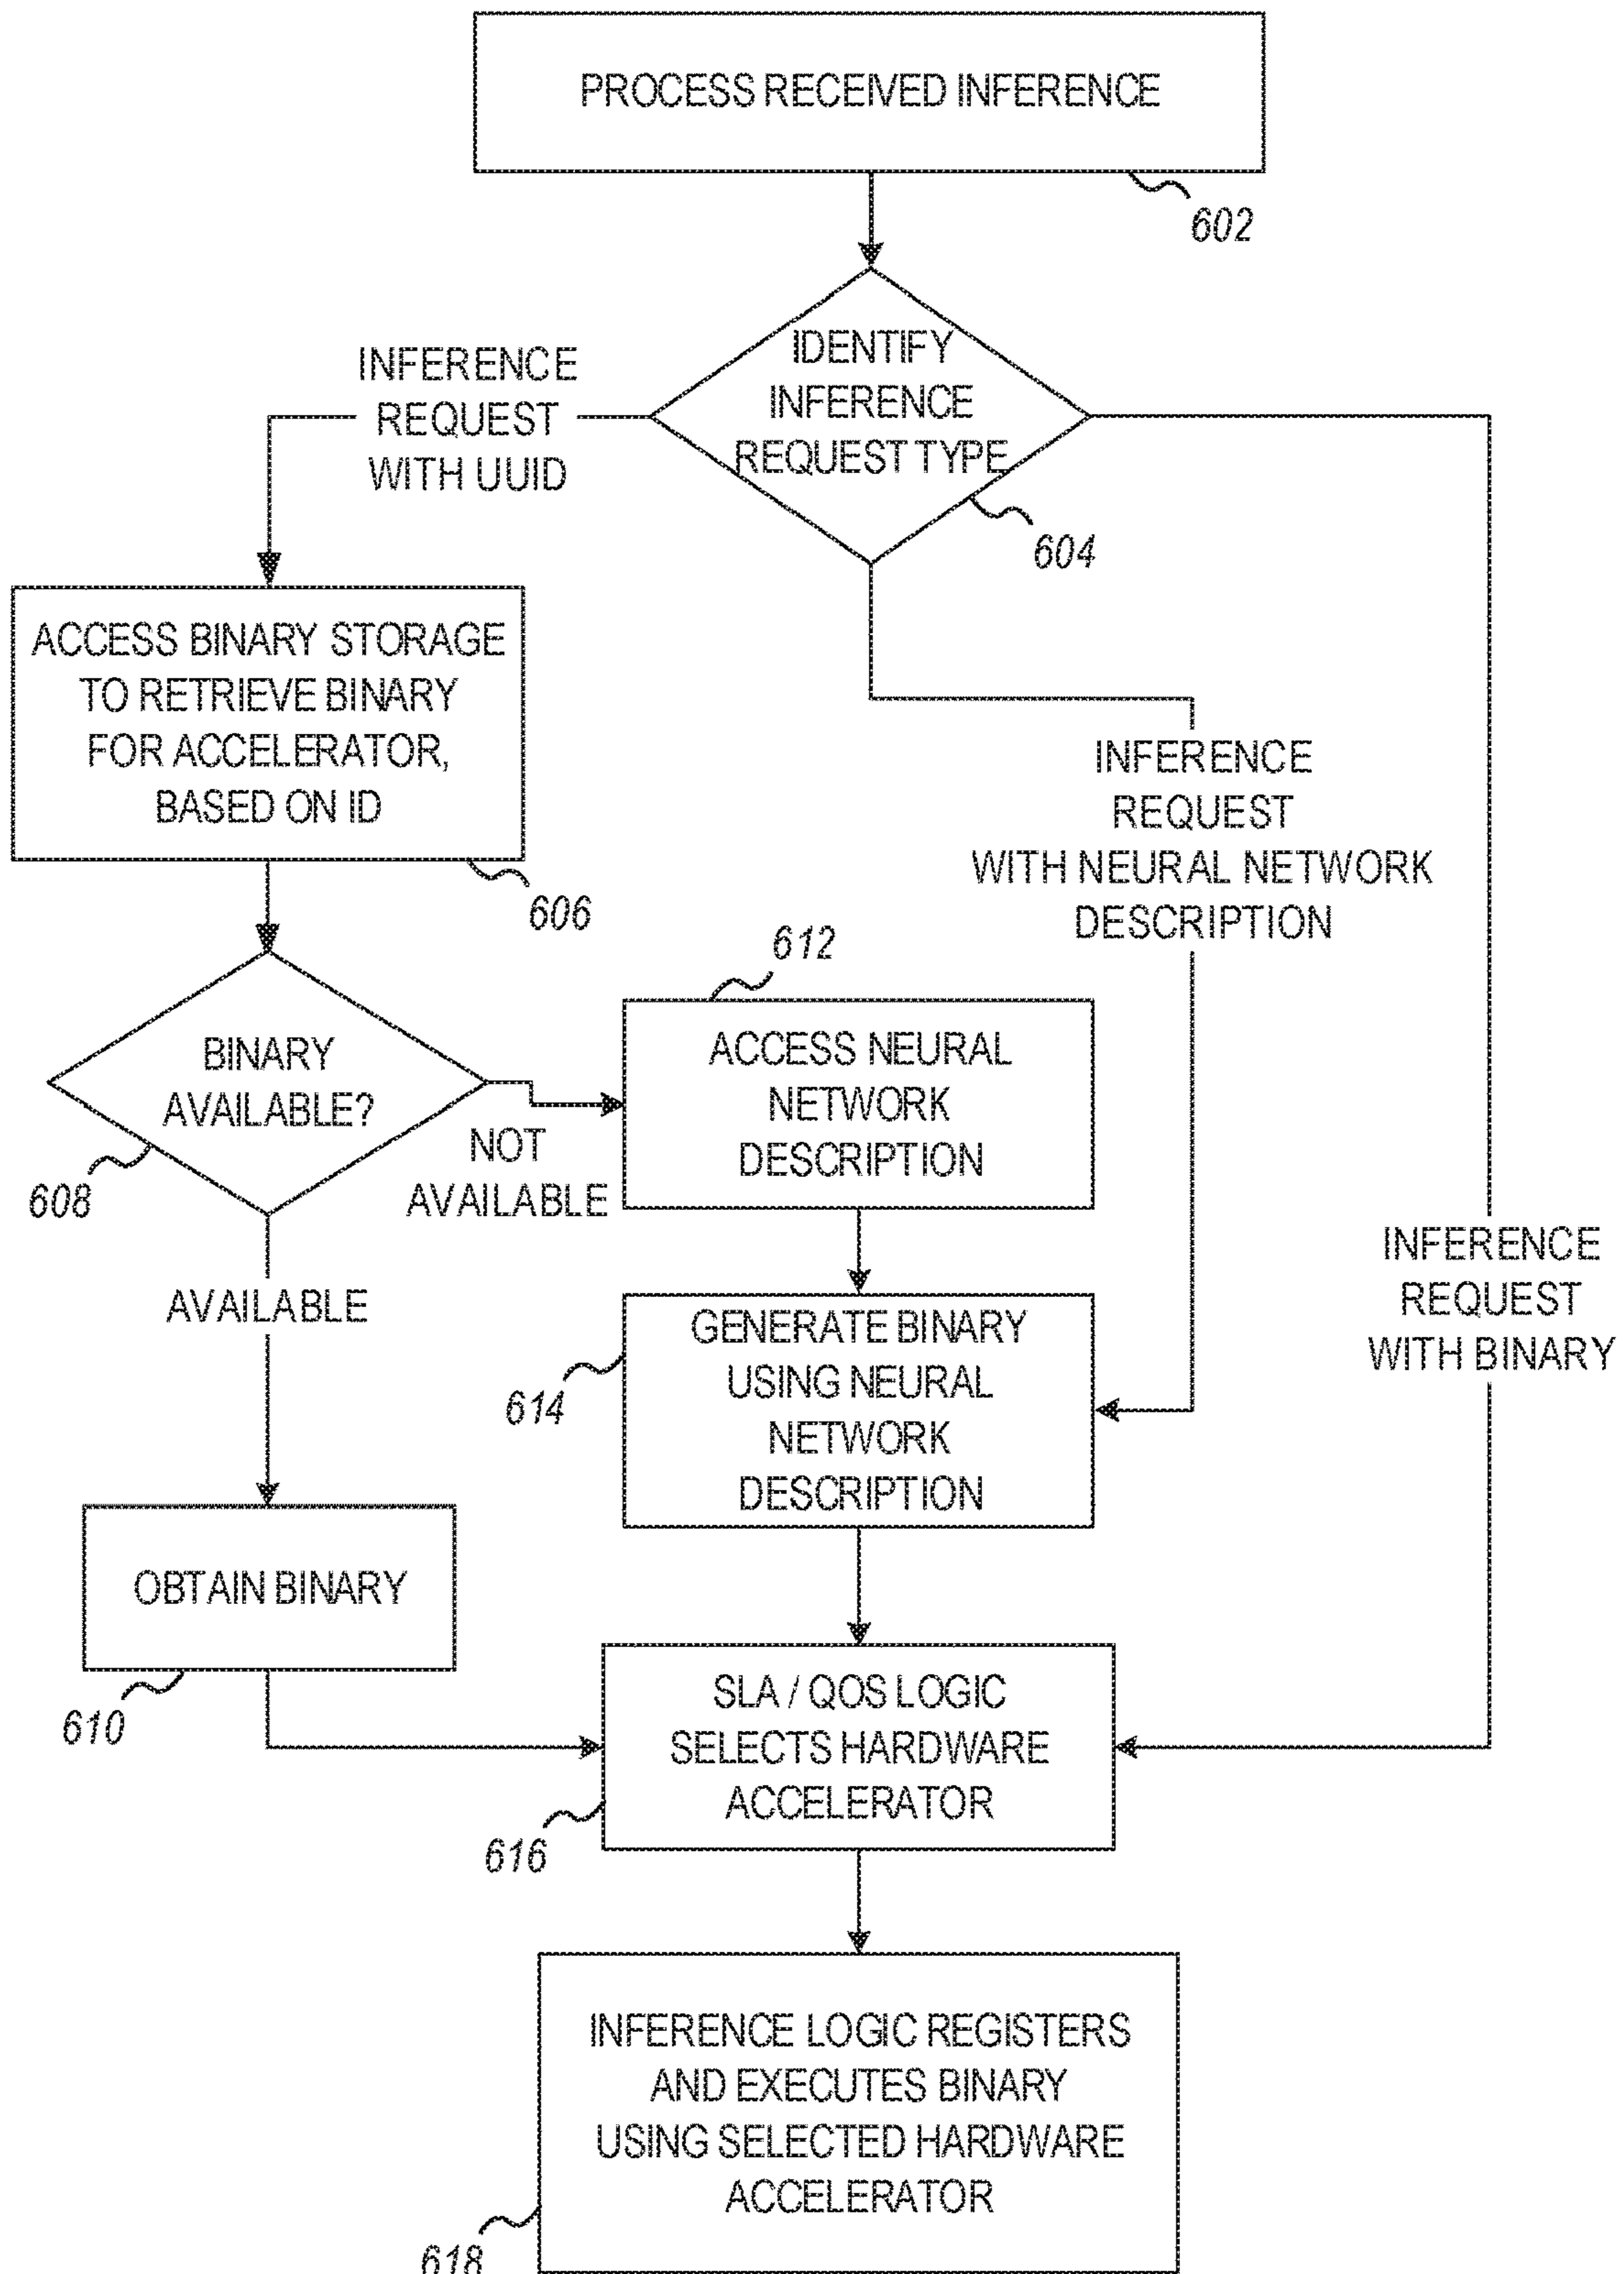 PROCESS RECEIVED INFERENCE
602
IDENTIFY
INFERENCE
REQUEST TYPE
604
INFERENCE
REQUEST
WITH UUID
ACCESS BINARY STORAGE
TO RETRIEVE BINARY
FOR ACCELERATOR,
BASED ON ID
606
INFERENCE
REQUEST
WITH NEURAL NETWORK
DESCRIPTION
612
BINARY
AVAILABLE?
608
NOT
AVAILABLE
ACCESS NEURAL
NETWORK
DESCRIPTION
AVAILABLE
GENERATE BINARY
USING NEURAL
NETWORK
DESCRIPTION
614
INFERENCE
REQUEST
WITH BINARY
OBTAIN BINARY
610
SLA / QOS LOGIC
SELECTS HARDWARE
ACCELERATOR
616
INFERENCE LOGIC REGISTERS
AND EXECUTES BINARY
USING SELECTED HARDWARE
ACCELERATOR
618